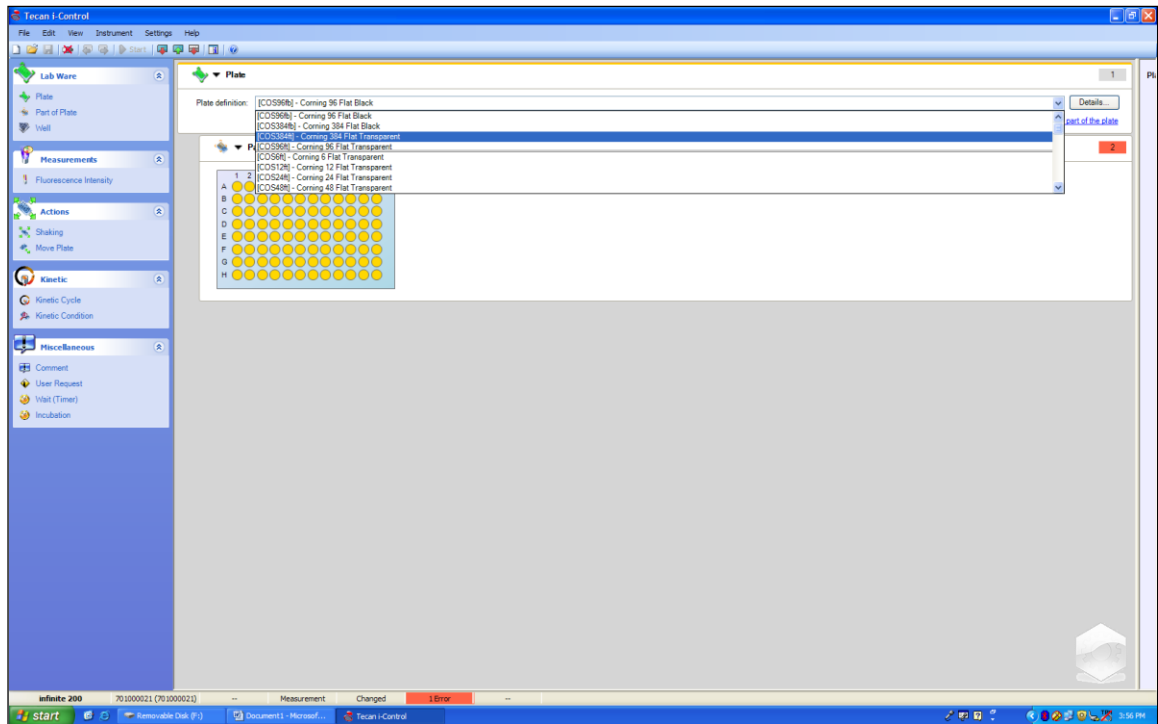 Tecan i-Control
File Edit View Instrument Settings Help
Start
Lab Ware
Plate
Part of Plate
Well
Measurements
Fluorescence Intensity
Actions
Shaking
Move Plate
Kinetic
Kinetic Cycle
Kinetic Condition
Miscellaneous
Comment
User Request
Wait (Timer)
Incubation
Plate 1
Plate definition: [COS96fb] - Corning 96 Flat Black Details...
[COS96fb] - Corning 96 Flat Black
[COS384fb] - Corning 384 Flat Black
[COS384ft] - Corning 384 Flat Transparent
[COS96ft] - Corning 96 Flat Transparent
[COS6ft] - Corning 6 Flat Transparent
[COS12ft] - Corning 12 Flat Transparent
[COS24ft] - Corning 24 Flat Transparent
[COS48ft] - Corning 48 Flat Transparent
part of the plate
2
1 2
A
B
C
D
E
F
G
H
infinite 200 701000021 (701000021) -- Measurement Changed 1 Error --
start Removable Disk (F:) Document1 - Microsof... Tecan i-Control 3:56 PM